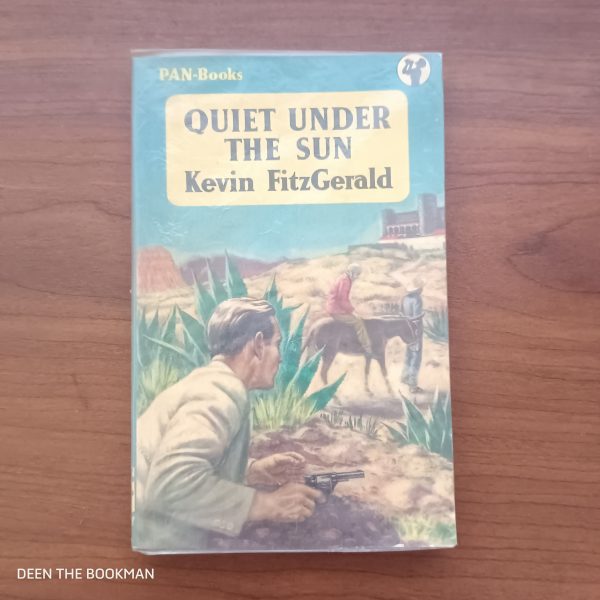 PAN-Books
QUIET UNDER
THE SUN
Kevin FitzGerald
DEEN THE BOOKMAN